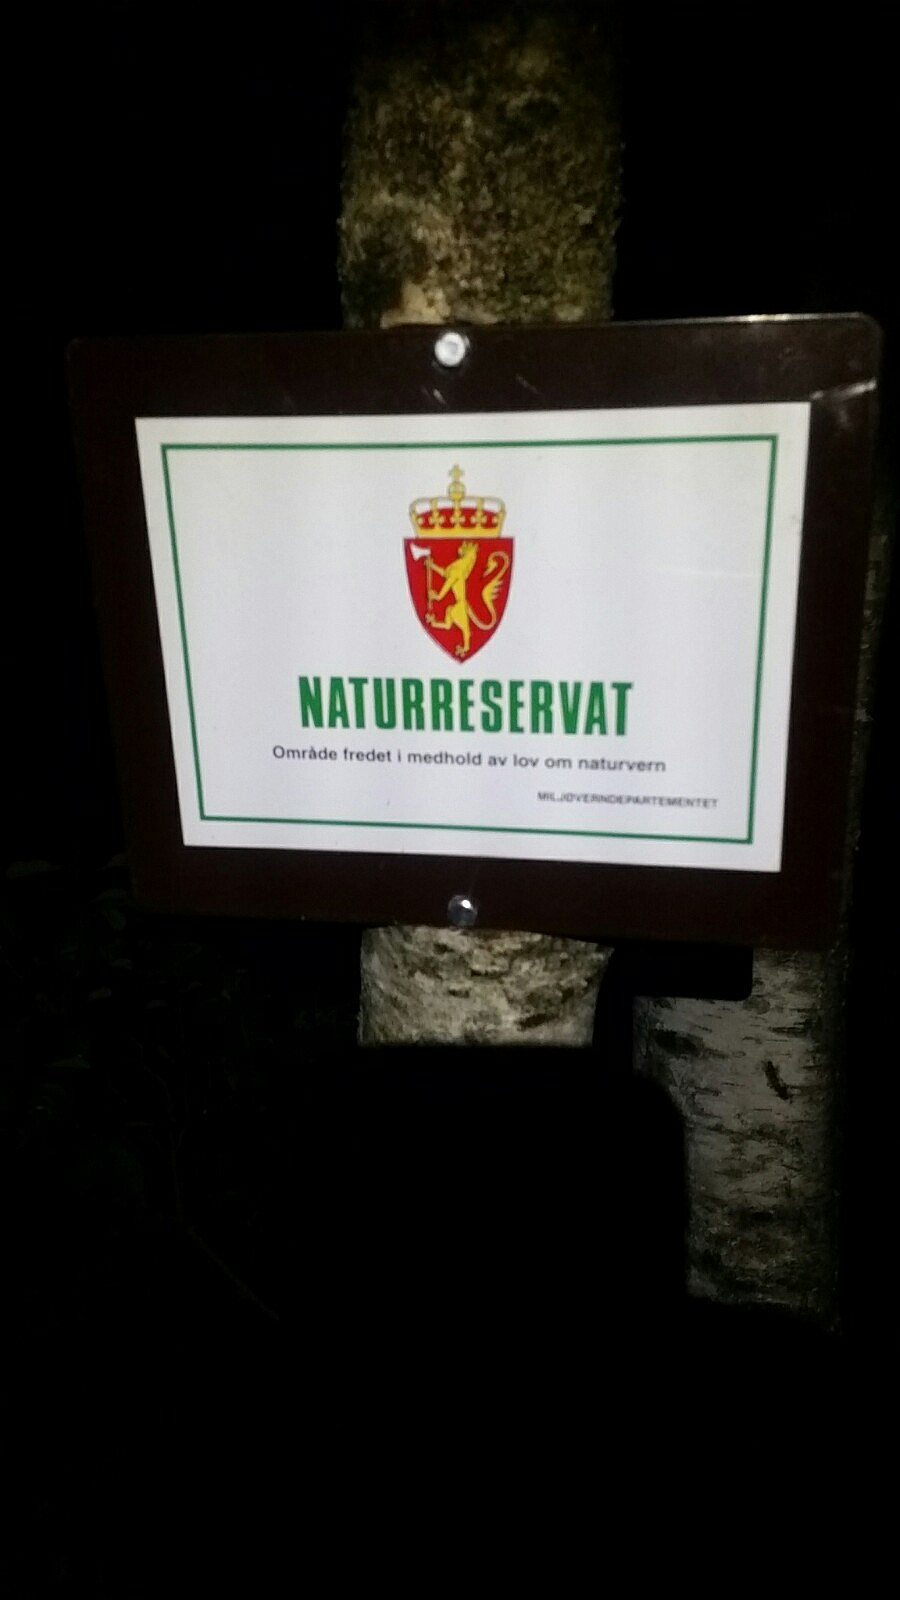 NATURRESERVAT
Område fredet i medhold av lov om naturvern
MILJØVERNDEPARTEMENTET